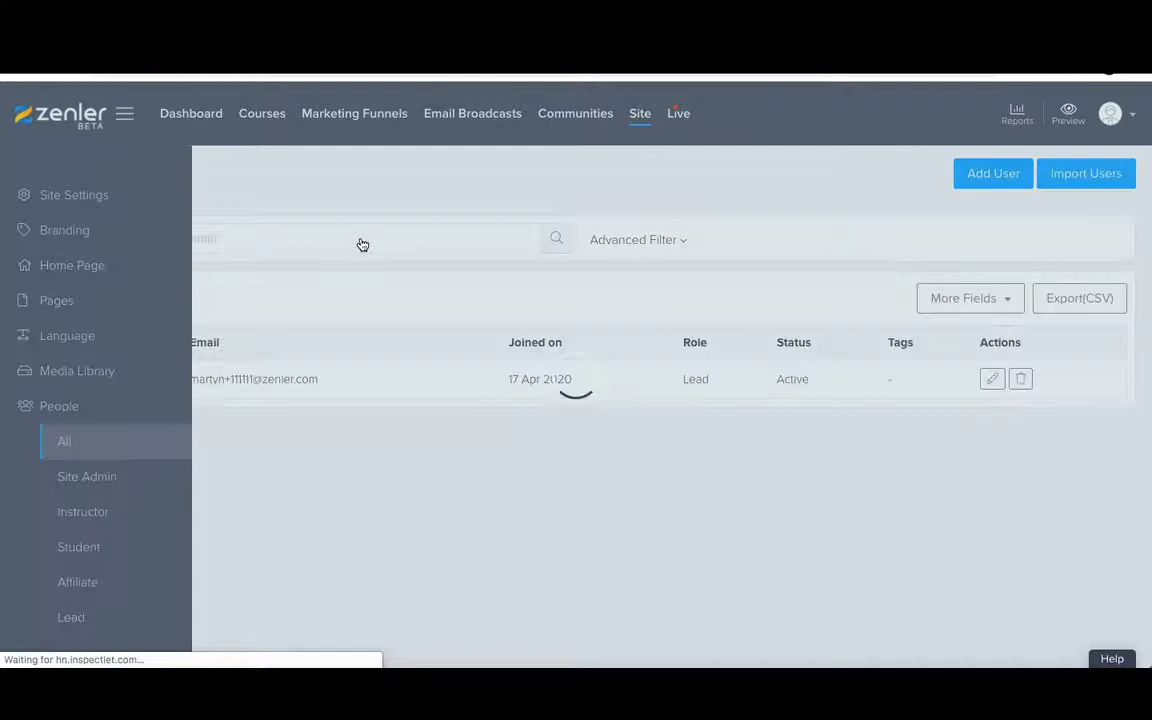 zenler
BETA
Dashboard
Courses
Marketing Funnels
Email Broadcasts
Communities
Site
Live
Reports
Preview
Site Settings
Branding
Home Page
Pages
Language
Media Library
People
All
Site Admin
Instructor
Student
Affiliate
Lead
Add User
Import Users
Advanced Filter
More Fields
Export(CSV)
Email
Joined on
Role
Status
Tags
Actions
martyn+111111@zenler.com
17 Apr 2020
Lead
Active
-
Waiting for hn.inspectlet.com...
Help